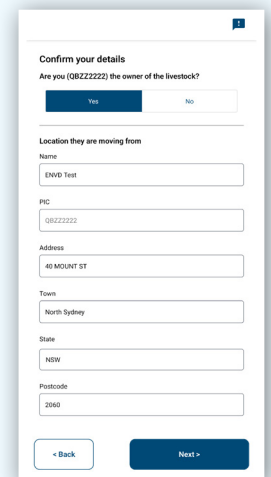 !
Confirm your details
Are you (QBZZ2222) the owner of the livestock?
Yes
No
Location they are moving from
Name
ENVD Test
PIC
QBZZ2222
Address
40 MOUNT ST
Town
North Sydney
State
NSW
Postcode
2060
< Back
Next >